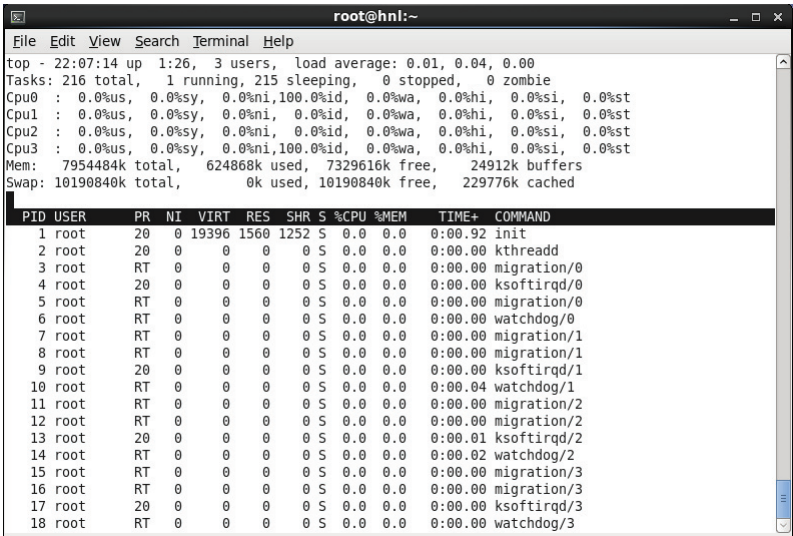 root@hnl:~
File Edit View Search Terminal Help
top - 22:07:14 up  1:26,  3 users,  load average: 0.01, 0.04, 0.00
Tasks: 216 total,   1 running, 215 sleeping,   0 stopped,   0 zombie
Cpu0  :  0.0%us,  0.0%sy,  0.0%ni,100.0%id,  0.0%wa,  0.0%hi,  0.0%si,  0.0%st
Cpu1  :  0.0%us,  0.0%sy,  0.0%ni,100.0%id,  0.0%wa,  0.0%hi,  0.0%si,  0.0%st
Cpu2  :  0.0%us,  0.0%sy,  0.0%ni,100.0%id,  0.0%wa,  0.0%hi,  0.0%si,  0.0%st
Cpu3  :  0.0%us,  0.0%sy,  0.0%ni,100.0%id,  0.0%wa,  0.0%hi,  0.0%si,  0.0%st
Mem:   7954484k total,   624868k used,  7329616k free,    24912k buffers
Swap: 10190840k total,        0k used, 10190840k free,   229776k cached
PID USER      PR  NI  VIRT  RES  SHR S %CPU %MEM    TIME+  COMMAND
1 root      20   0 19396 1560 1252 S  0.0  0.0   0:00.92 init
2 root      20   0     0    0    0 S  0.0  0.0   0:00.00 kthreadd
3 root      RT   0     0    0    0 S  0.0  0.0   0:00.00 migration/0
4 root      20   0     0    0    0 S  0.0  0.0   0:00.00 ksoftirqd/0
5 root      RT   0     0    0    0 S  0.0  0.0   0:00.00 migration/0
6 root      RT   0     0    0    0 S  0.0  0.0   0:00.00 watchdog/0
7 root      RT   0     0    0    0 S  0.0  0.0   0:00.00 migration/1
8 root      RT   0     0    0    0 S  0.0  0.0   0:00.00 migration/1
9 root      20   0     0    0    0 S  0.0  0.0   0:00.00 ksoftirqd/1
10 root      RT   0     0    0    0 S  0.0  0.0   0:00.04 watchdog/1
11 root      RT   0     0    0    0 S  0.0  0.0   0:00.00 migration/2
12 root      RT   0     0    0    0 S  0.0  0.0   0:00.00 migration/2
13 root      20   0     0    0    0 S  0.0  0.0   0:00.01 ksoftirqd/2
14 root      RT   0     0    0    0 S  0.0  0.0   0:00.02 watchdog/2
15 root      RT   0     0    0    0 S  0.0  0.0   0:00.00 migration/3
16 root      RT   0     0    0    0 S  0.0  0.0   0:00.00 migration/3
17 root      20   0     0    0    0 S  0.0  0.0   0:00.00 ksoftirqd/3
18 root      RT   0     0    0    0 S  0.0  0.0   0:00.00 watchdog/3